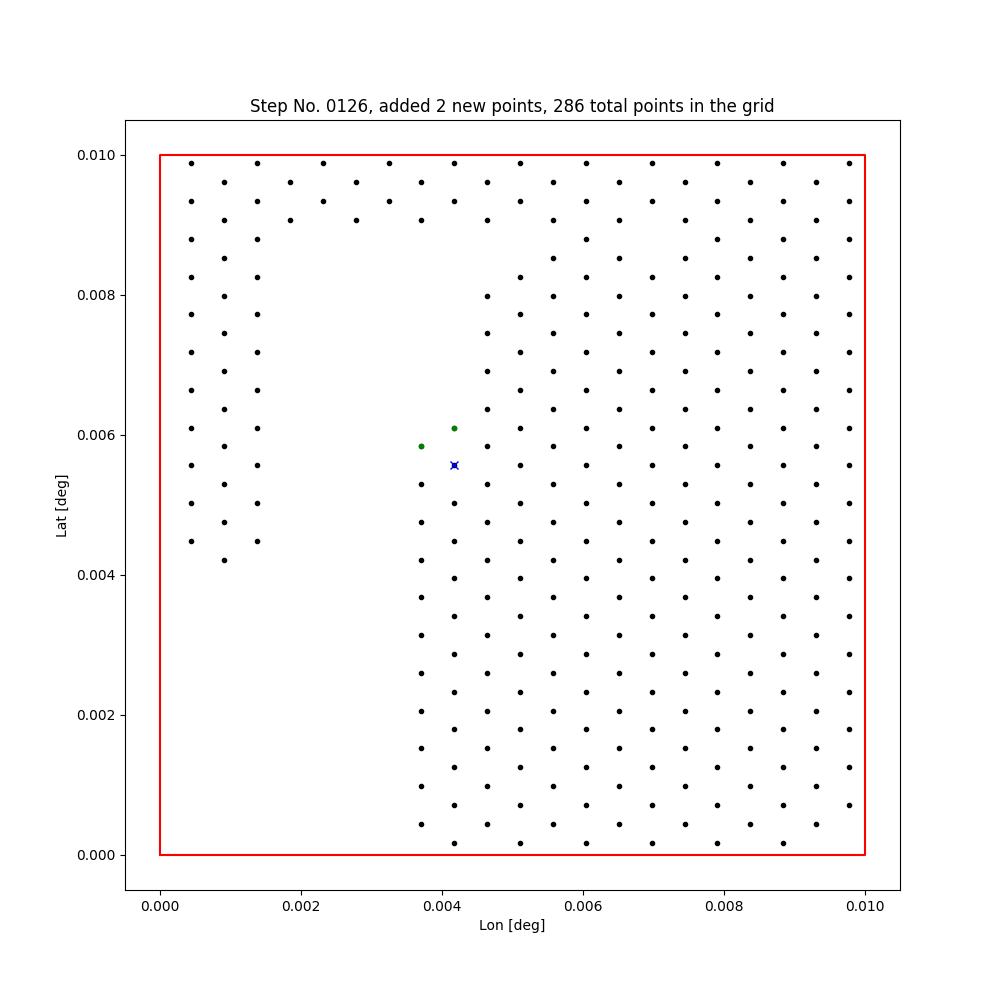 Step No. 0126, added 2 new points, 286 total points in the grid
0.010
0.008
0.006
0.004
0.002
0.000
Lat [deg]
0.000 0.002 0.004 0.006 0.008 0.010
Lon [deg]